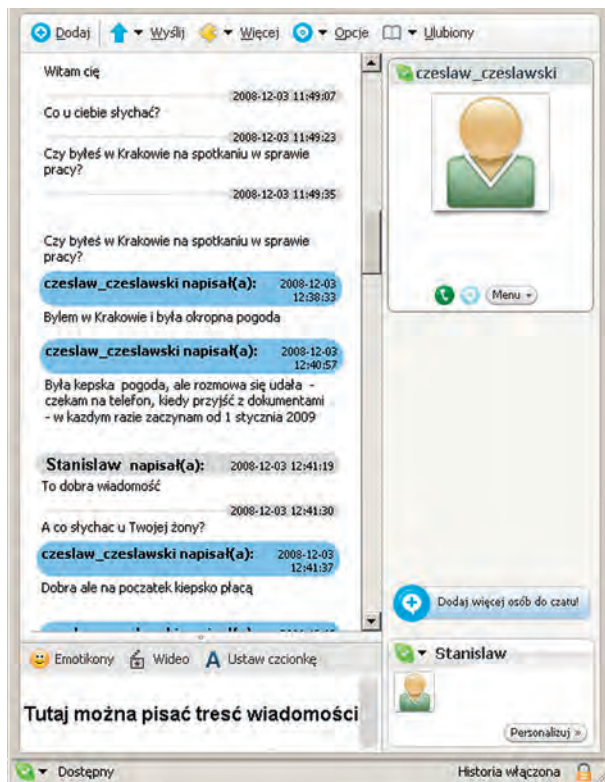 Dodaj Wyślij Więcej Opcje Ulubiony
Witam cię
2008-12-03 11:49:07
Co u ciebie słychać?
2008-12-03 11:49:23
Czy byłeś w Krakowie na spotkaniu w sprawie
pracy?
2008-12-03 11:49:35
Czy byłeś w Krakowie na spotkaniu w sprawie
pracy?
czeslaw_czeslawski napisał(a): 2008-12-03
12:38:33
Bylem w Krakowie i była okropna pogoda
czeslaw_czeslawski napisał(a): 2008-12-03
12:40:57
Była kepska pogoda, ale rozmowa się udała -
czekam na telefon, kiedy przyjść z dokumentami
- w kazdym razie zaczynam od 1 stycznia 2009
Stanislaw napisał(a): 2008-12-03 12:41:19
To dobra wiadomość
2008-12-03 12:41:30
A co słychac u Twojej żony?
czeslaw_czeslawski napisał(a): 2008-12-03
12:41:37
Dobra ale na poczatek kiepsko płacą
Emotikony Wideo A Ustaw czcionkę
Tutaj można pisać tresć wiadomości
czeslaw_czeslawski
Menu
Dodaj więcej osób do czatu!
Stanislaw
Personalizuj »
Dostępny Historia włączona